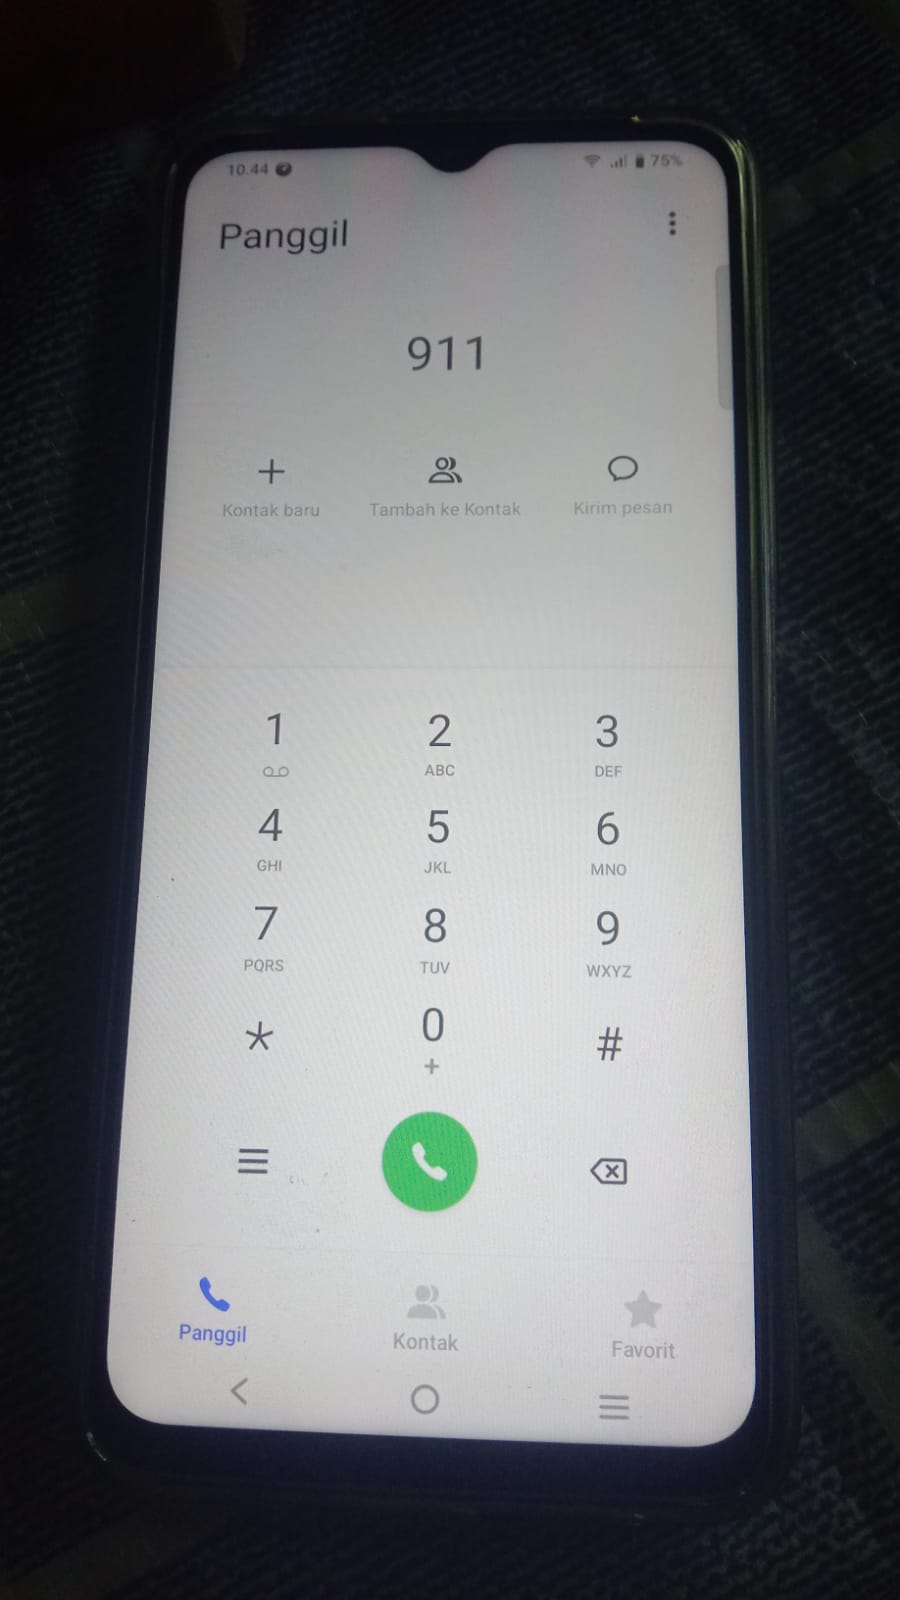 10.44 75%
Panggil
911
Kontak baru Tambah ke Kontak Kirim pesan
1 2 3
ABC DEF
4 5 6
GHI JKL MNO
7 8 9
PQRS TUV WXYZ
* 0 #
+
Panggil Kontak Favorit